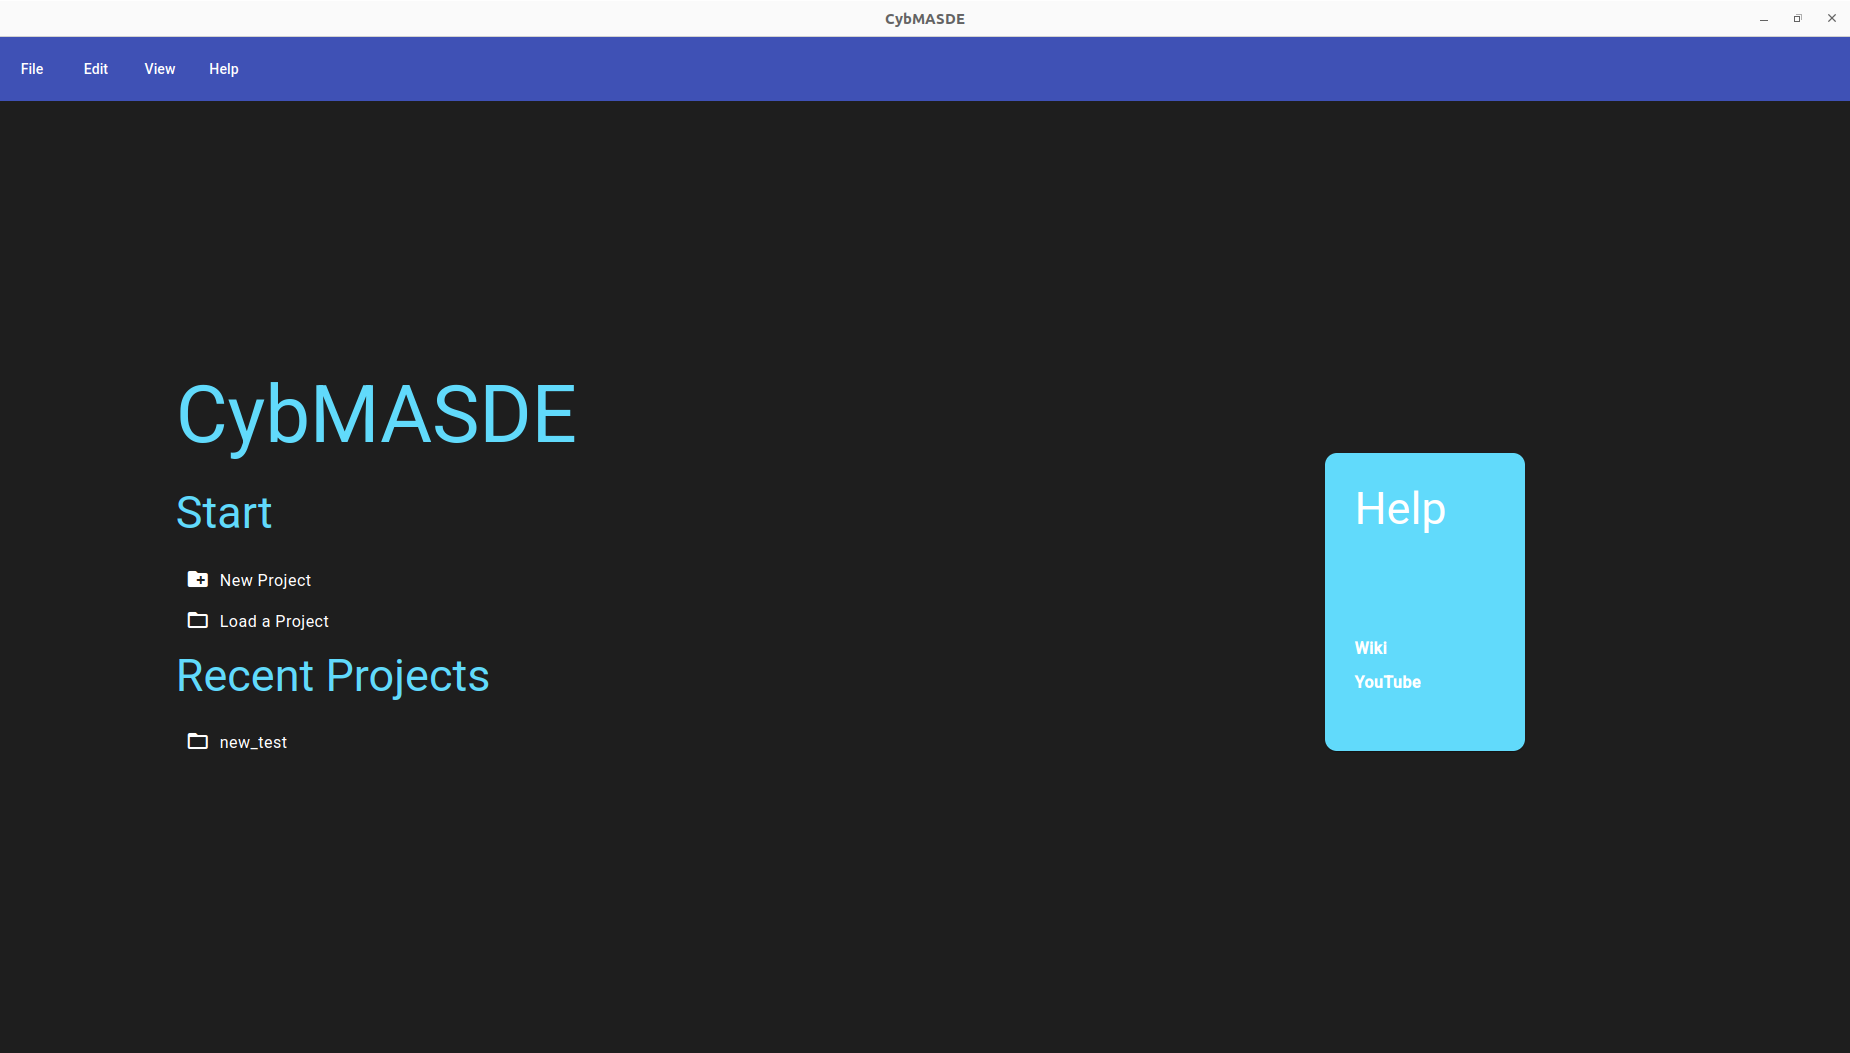 CybMASDE
File Edit View Help
CybMASDE
Start
New Project
Load a Project
Recent Projects
new_test
Help
Wiki
YouTube